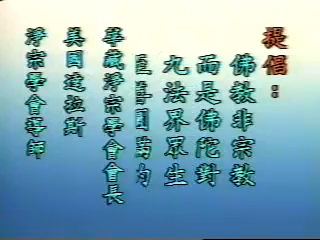 提倡：
佛教非宗教
而是佛陀對
九法界眾生
至善圓滿的
華藏淨宗學會會長
美國達拉斯
淨宗學會導師